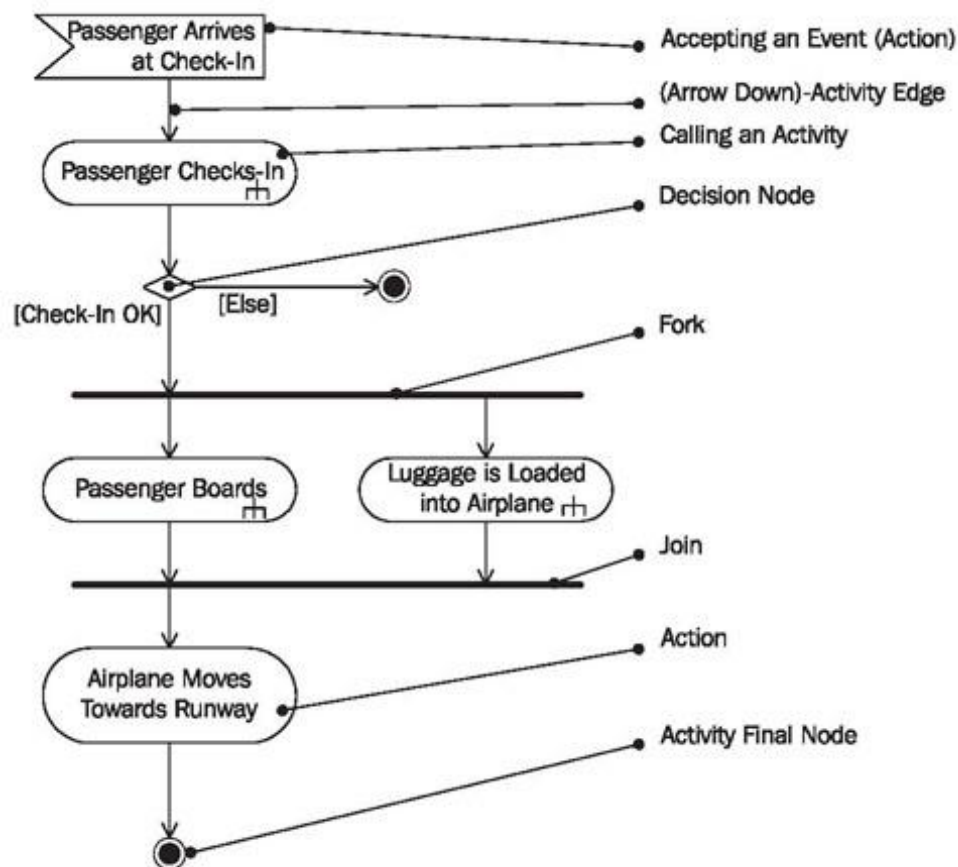 Passenger Arrives
at Check-In
Accepting an Event (Action)
(Arrow Down)-Activity Edge
Calling an Activity
Passenger Checks-In
Decision Node
[Check-In OK]
[Else]
Fork
Passenger Boards
Luggage is Loaded
into Airplane
Join
Action
Airplane Moves
Towards Runway
Activity Final Node